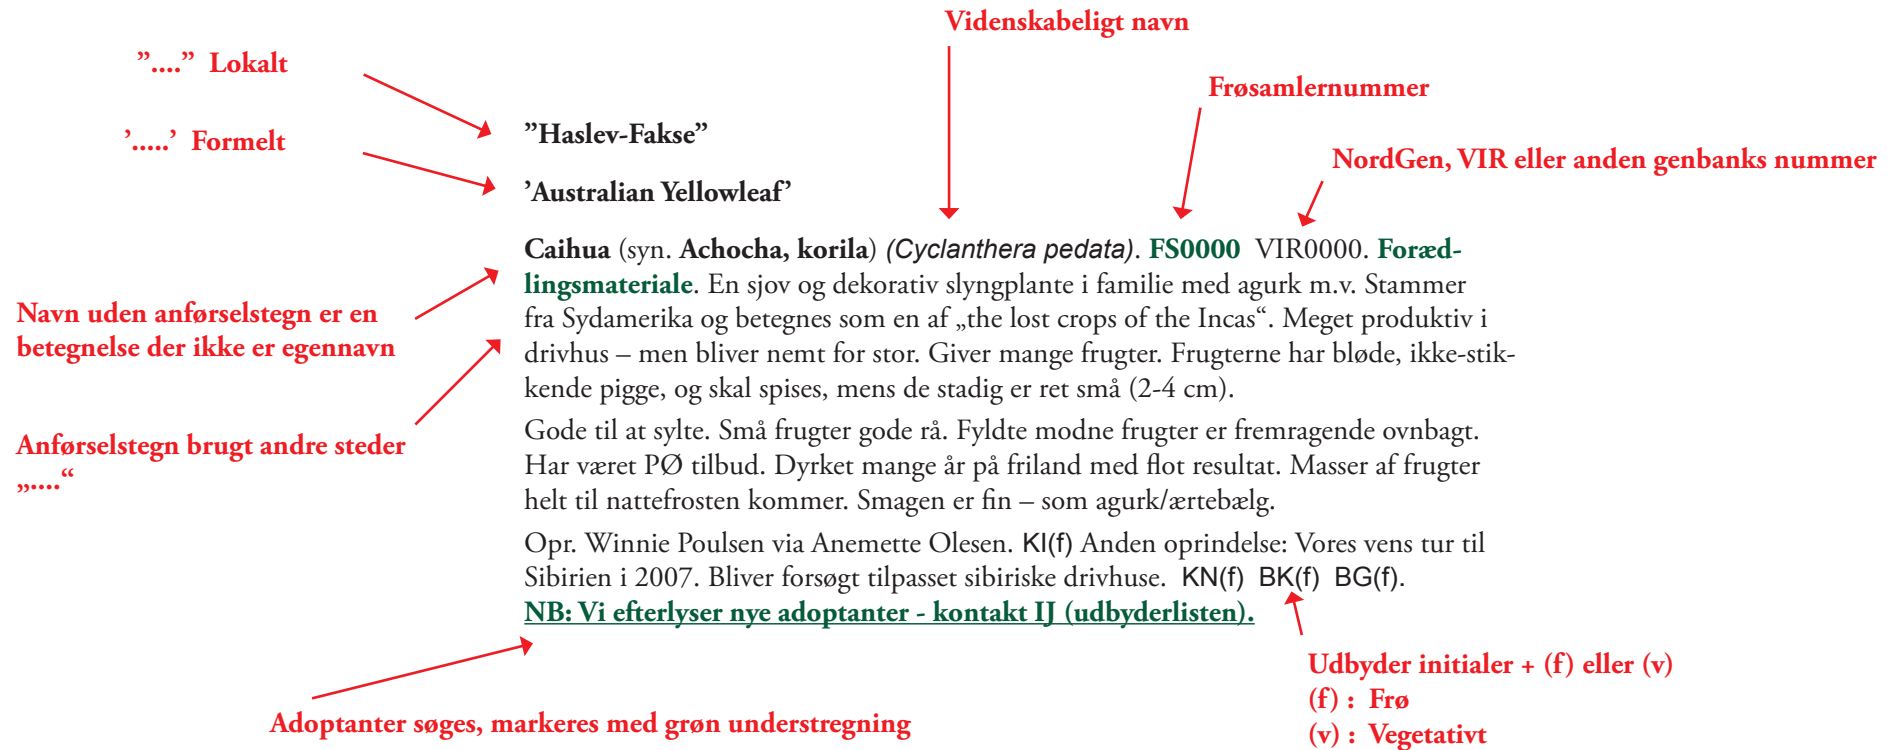 Videnskabeligt navn
”....” Lokalt
Frøsamlernummer
”Haslev-Fakse”
’.....’ Formelt
NordGen, VIR eller anden genbanks nummer
’Australian Yellowleaf’
Caihua (syn. Achocha, korila) (Cyclanthera pedata). FS0000 VIR0000. Foræd-
lingsmateriale. En sjov og dekorativ slyngplante i familie med agurk m.v. Stammer
fra Sydamerika og betegnes som en af „the lost crops of the Incas“. Meget produktiv i
drivhus – men bliver nemt for stor. Giver mange frugter. Frugterne har bløde, ikke-stik-
kende pigge, og skal spises, mens de stadig er ret små (2-4 cm).
Navn uden anførselstegn er en
betegnelse der ikke er egennavn
Gode til at sylte. Små frugter gode rå. Fyldte modne frugter er fremragende ovnbagt.
Har været PØ tilbud. Dyrket mange år på friland med flot resultat. Masser af frugter
helt til nattefrosten kommer. Smagen er fin – som agurk/ærtebælg.
Anførselstegn brugt andre steder
„....“
Opr. Winnie Poulsen via Anemette Olesen. KI(f) Anden oprindelse: Vores vens tur til
Sibirien i 2007. Bliver forsøgt tilpasset sibiriske drivhuse. KN(f) BK(f) BG(f).
NB: Vi efterlyser nye adoptanter - kontakt IJ (udbyderlisten).
Udbyder initialer + (f) eller (v)
(f) : Frø
(v) : Vegetativt
Adoptanter søges, markeres med grøn understregning